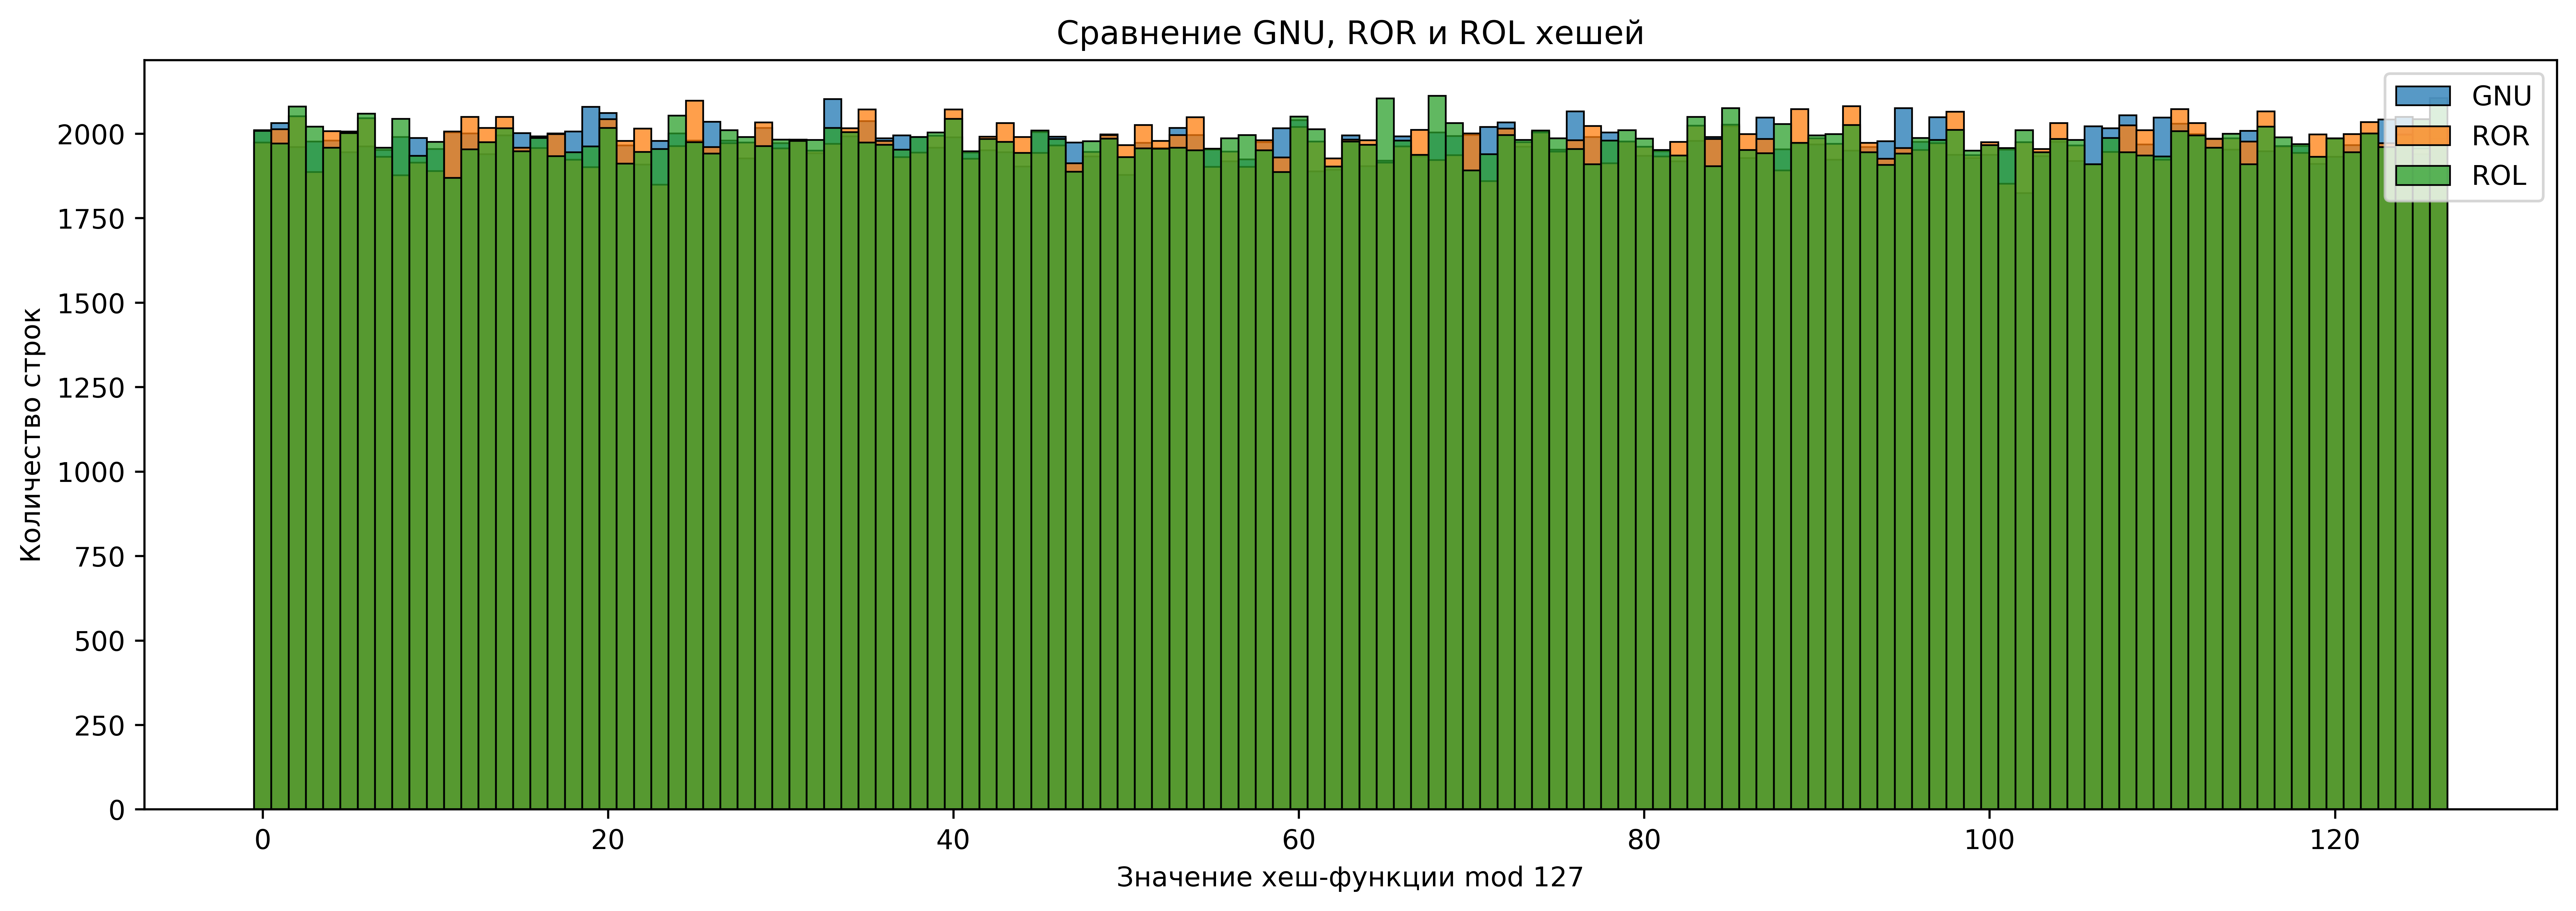 Сравнение GNU, ROR и ROL хешей
GNU
ROR
ROL
Количество строк
2000
1750
1500
1250
1000
750
500
250
0
0 20 40 60 80 100 120
Значение хеш-функции mod 127